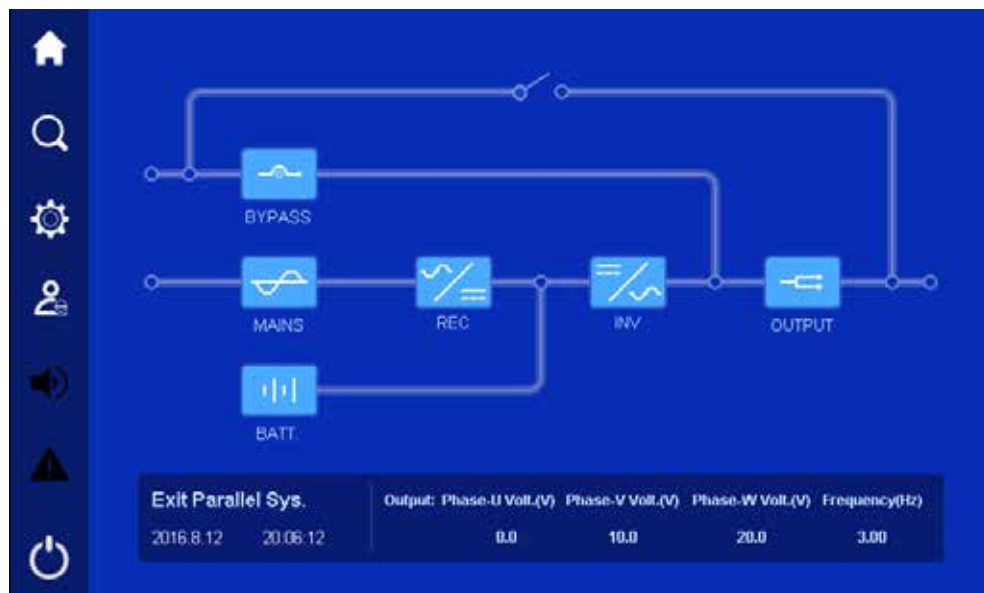 BYPASS
MAINS
REC
INV
OUTPUT
BATT.
Exit Parallel Sys.
Output: Phase-U Volt.(V) Phase-V Volt.(V) Phase-W Volt.(V) Frequency(Hz)
2016.8.12 20:06:12
0.0 10.0 20.0 3.00